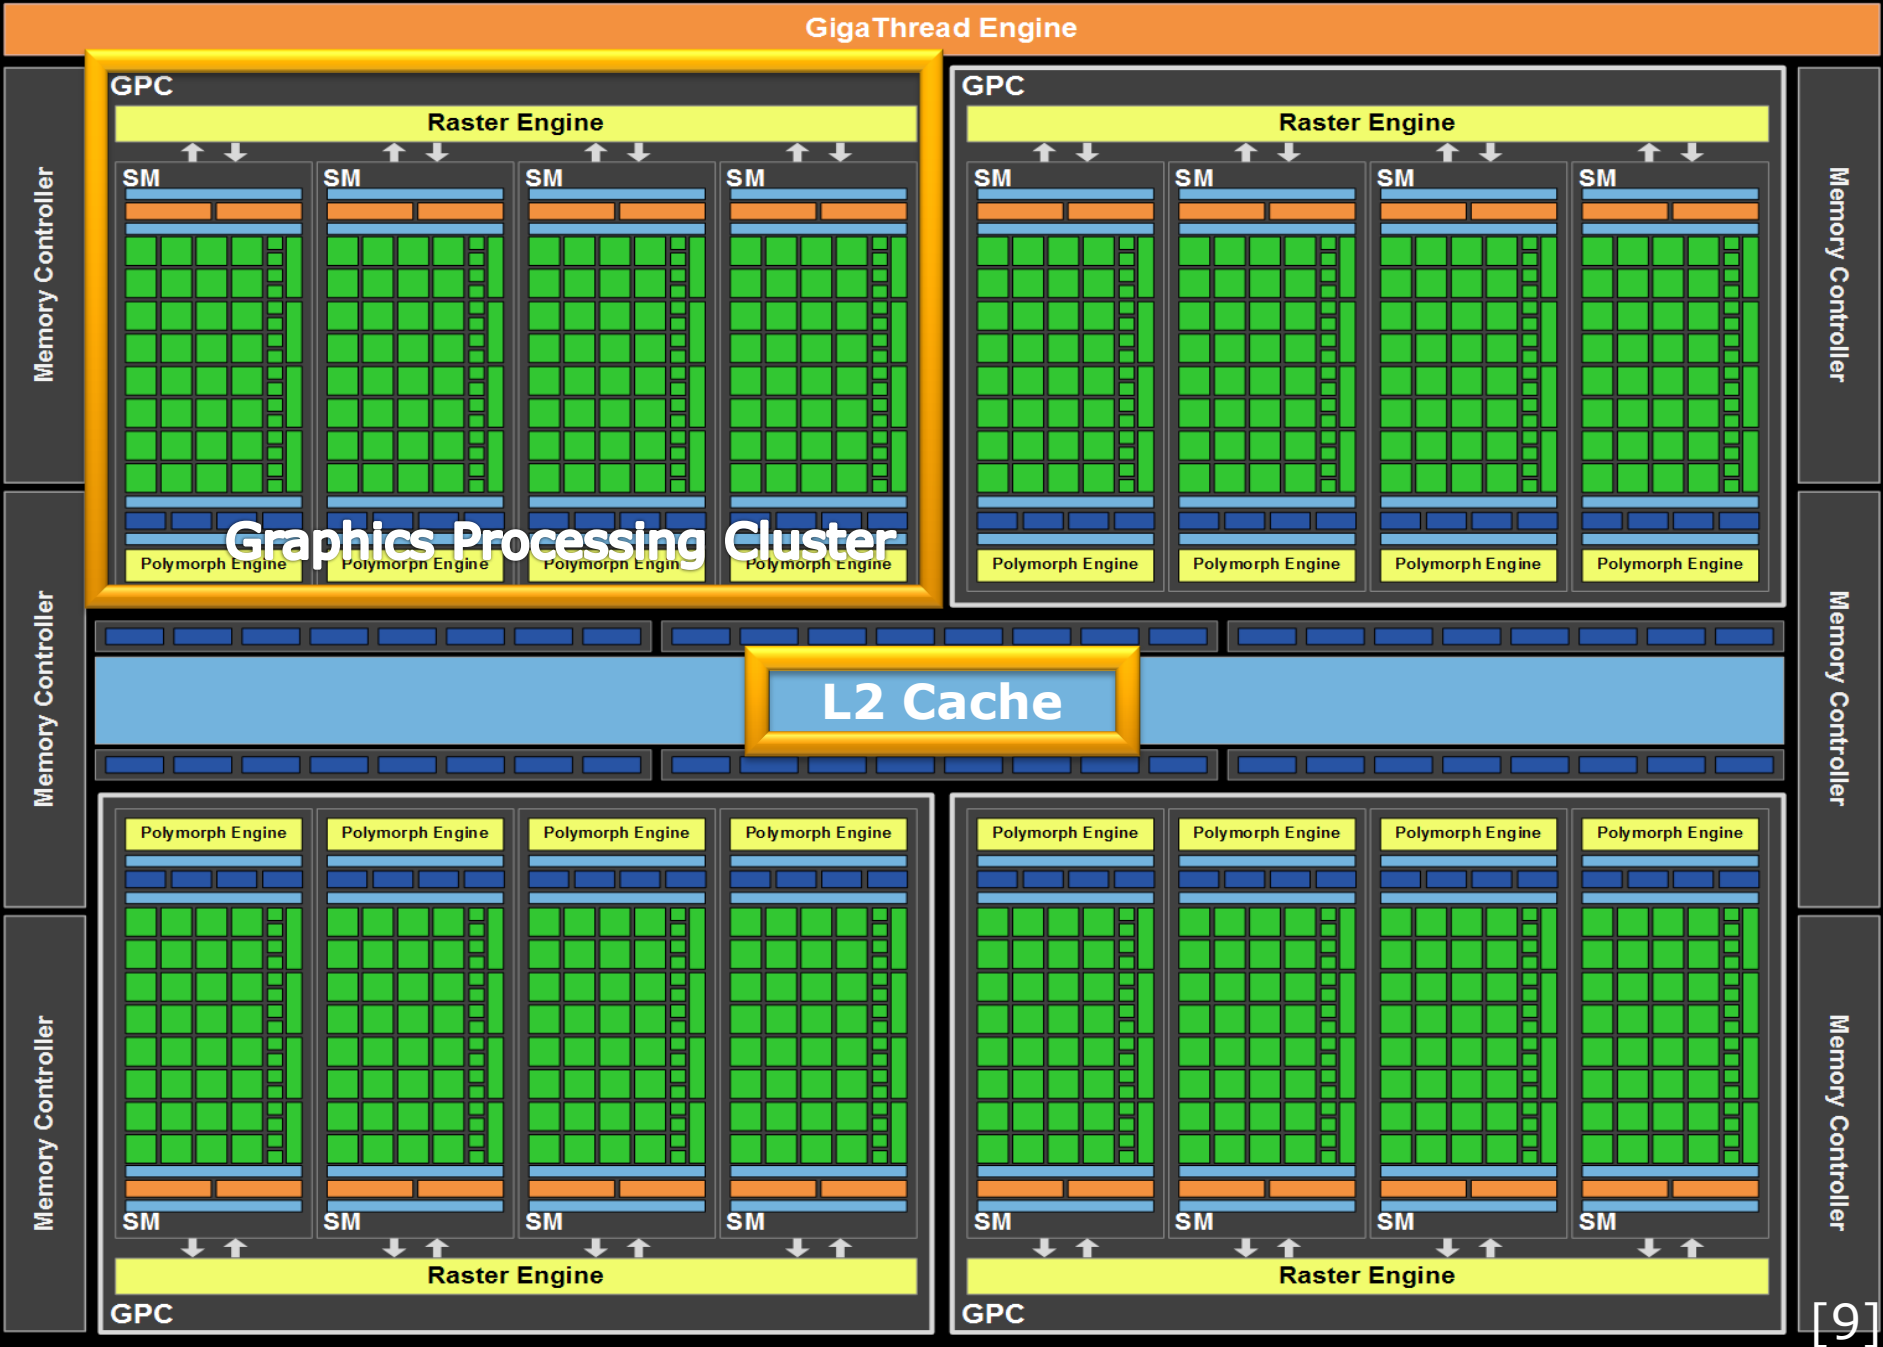 GigaThread Engine
GPC
Raster Engine
SM SM SM SM
Graphics Processing Cluster
Polymorph Engine Polymorph Engine Polymorph Engine Polymorph Engine
GPC
Raster Engine
SM SM SM SM
Polymorph Engine Polymorph Engine Polymorph Engine Polymorph Engine
Memory Controller
Memory Controller
Memory Controller
Memory Controller
Memory Controller
Memory Controller
L2 Cache
Polymorph Engine Polymorph Engine Polymorph Engine Polymorph Engine
SM SM SM SM
Raster Engine
GPC
Polymorph Engine Polymorph Engine Polymorph Engine Polymorph Engine
SM SM SM SM
Raster Engine
GPC
[9]